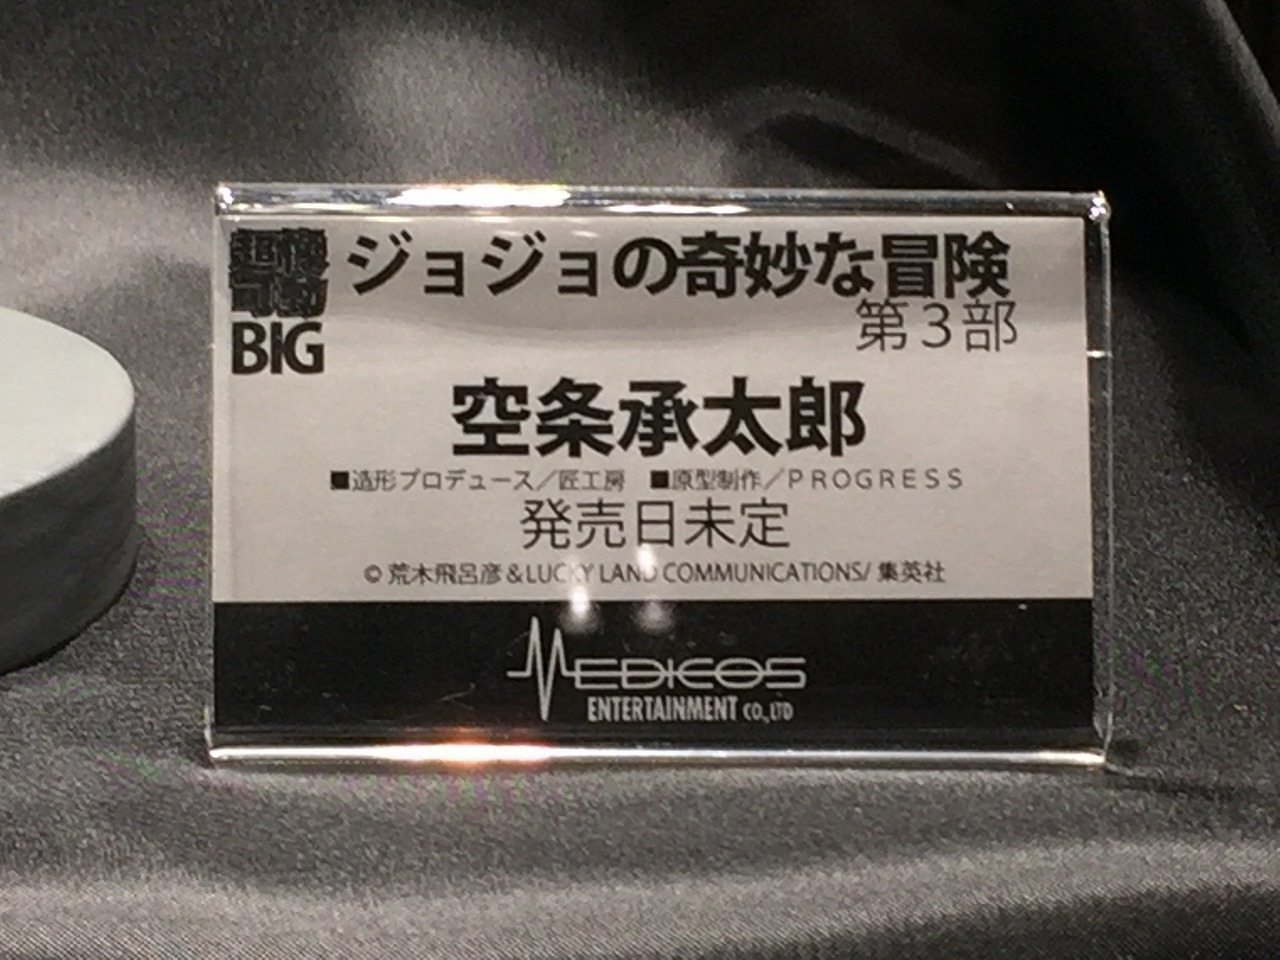 超像可動
BIG
ジョジョの奇妙な冒険
第3部
空条承太郎
■造形プロデュース／匠工房 ■原型制作／PROGRESS
発売日未定
© 荒木飛呂彦&LUCKY LAND COMMUNICATIONS/ 集英社
MEDICOS
ENTERTAINMENT CO.,LTD